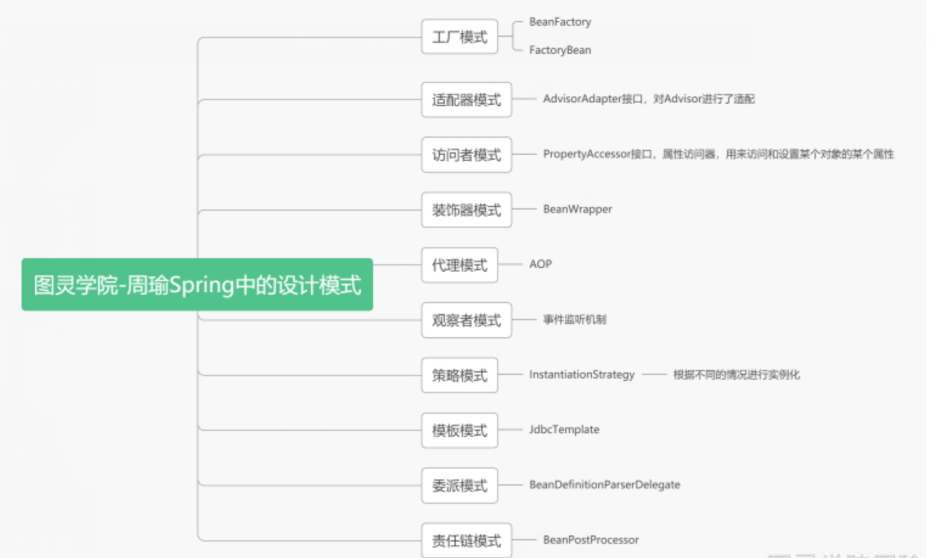 工厂模式
BeanFactory
FactoryBean
适配器模式
AdvisorAdapter接口，对Advisor进行了适配
访问者模式
PropertyAccessor接口，属性访问器，用来访问和设置某个对象的某个属性
装饰器模式
BeanWrapper
图灵学院-周瑜Spring中的设计模式
代理模式
AOP
观察者模式
事件监听机制
策略模式
InstantiationStrategy
根据不同的情况进行实例化
模板模式
JdbcTemplate
委派模式
BeanDefinitionParserDelegate
责任链模式
BeanPostProcessor